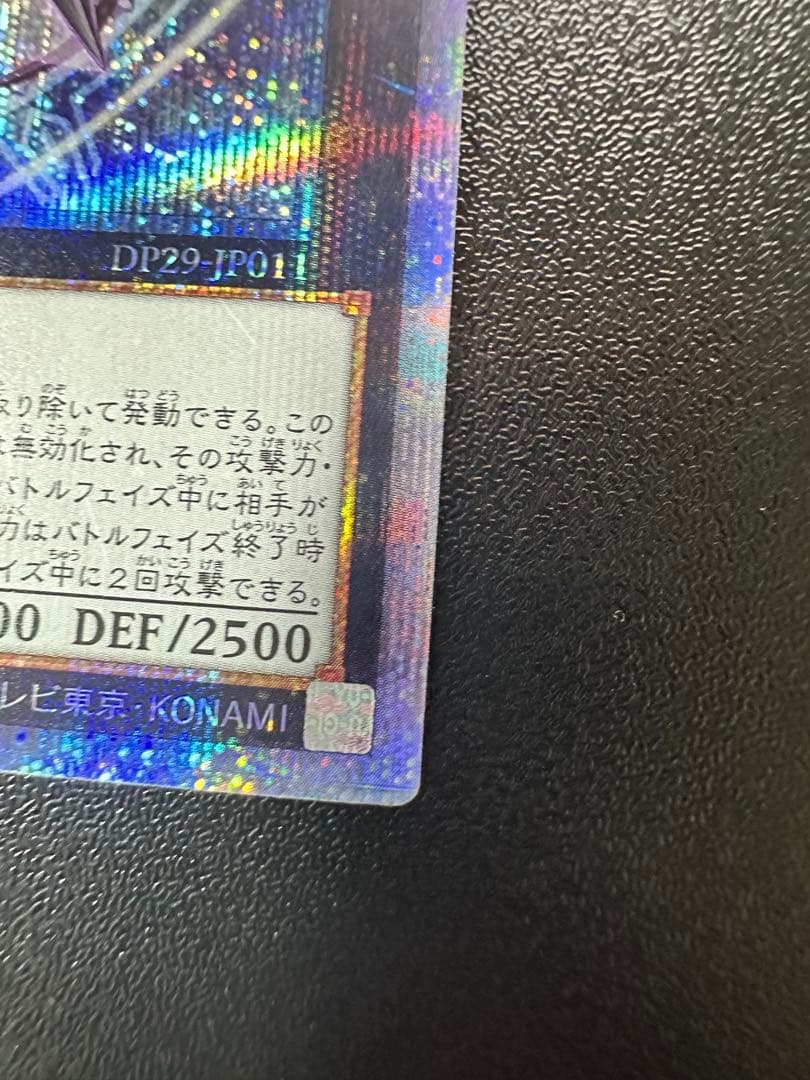 DP29-JP011
り除いて発動できる。この
無効化され、その攻撃力・
バトルフェイズ中に相手が
力はバトルフェイズ終了時
イズ中に2回攻撃できる。
00 DEF/2500
レビ東京・KONAMI